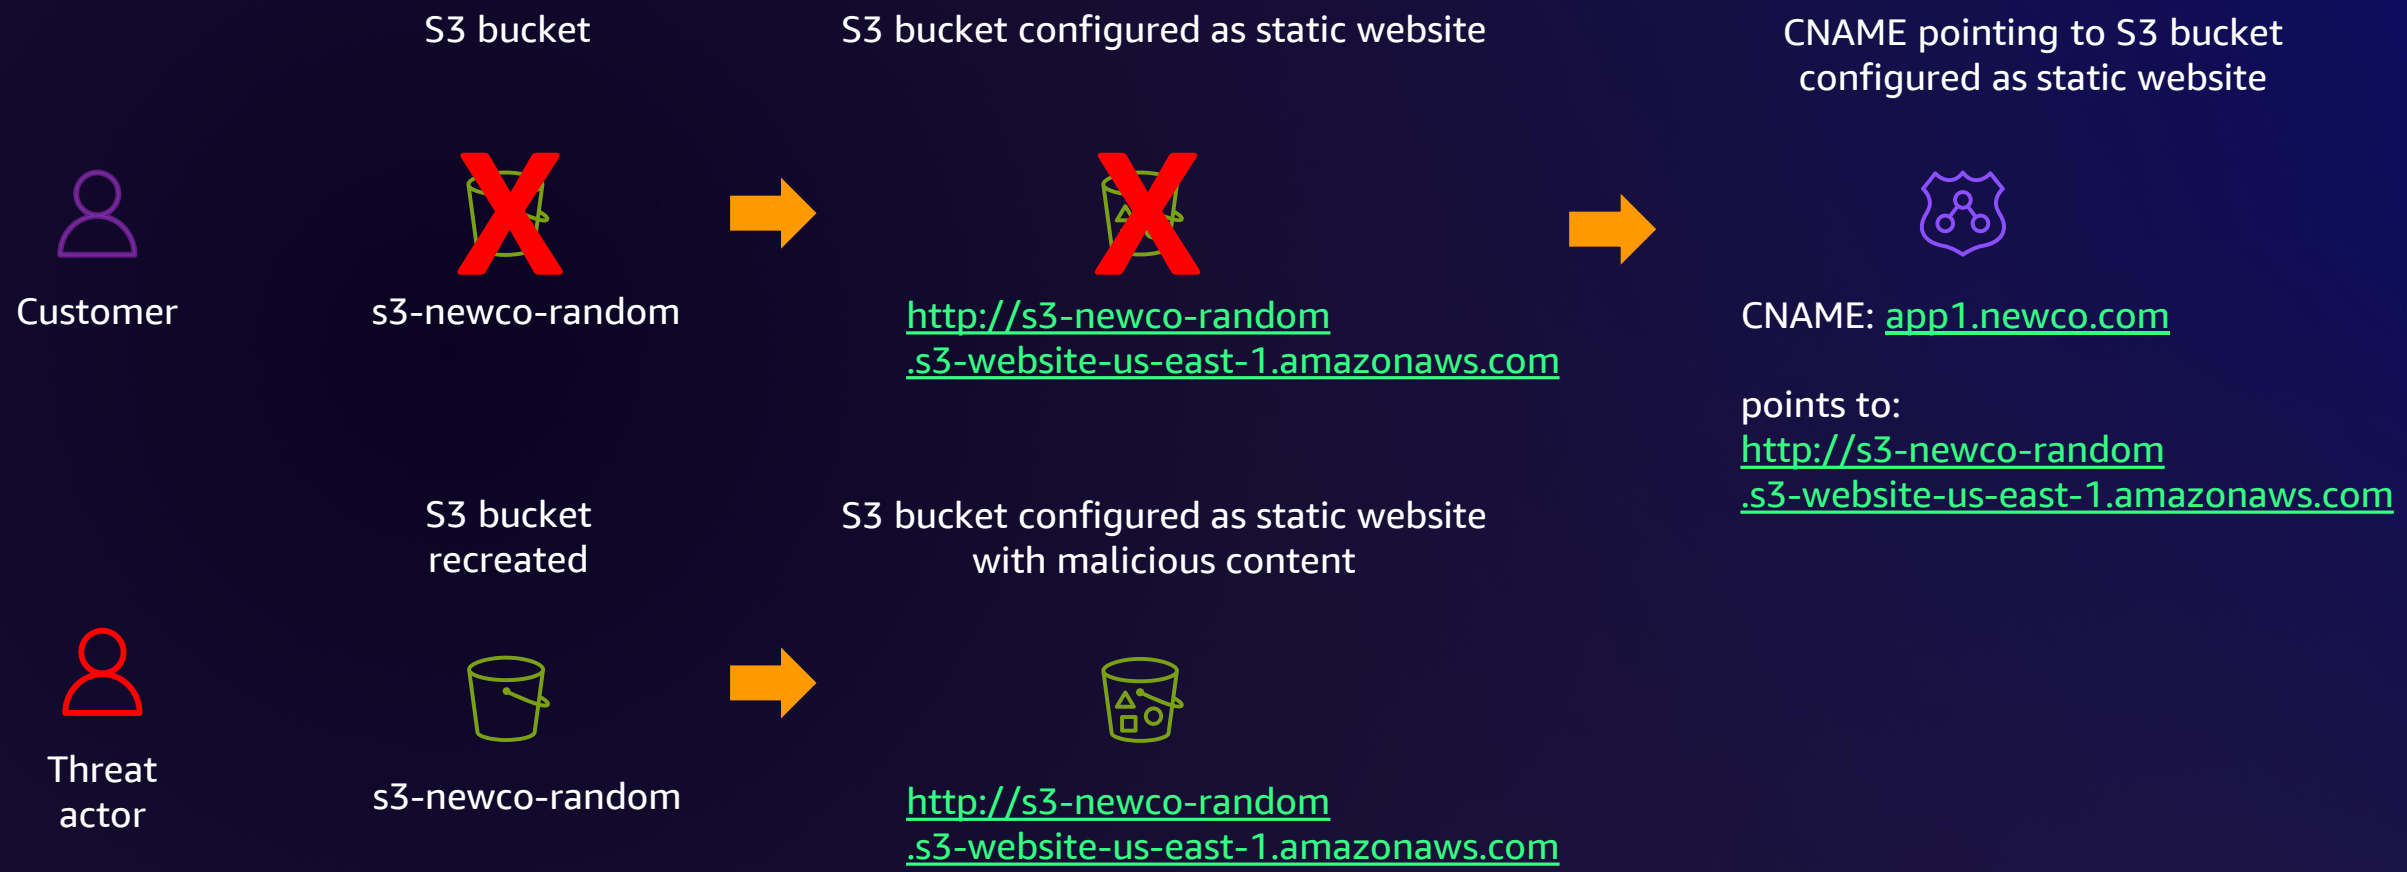 S3 bucket
S3 bucket configured as static website
CNAME pointing to S3 bucket
configured as static website
X
X
Customer
s3-newco-random
http://s3-newco-random
.s3-website-us-east-1.amazonaws.com
CNAME: app1.newco.com
points to:
http://s3-newco-random
.s3-website-us-east-1.amazonaws.com
S3 bucket
recreated
S3 bucket configured as static website
with malicious content
Threat
actor
s3-newco-random
http://s3-newco-random
.s3-website-us-east-1.amazonaws.com